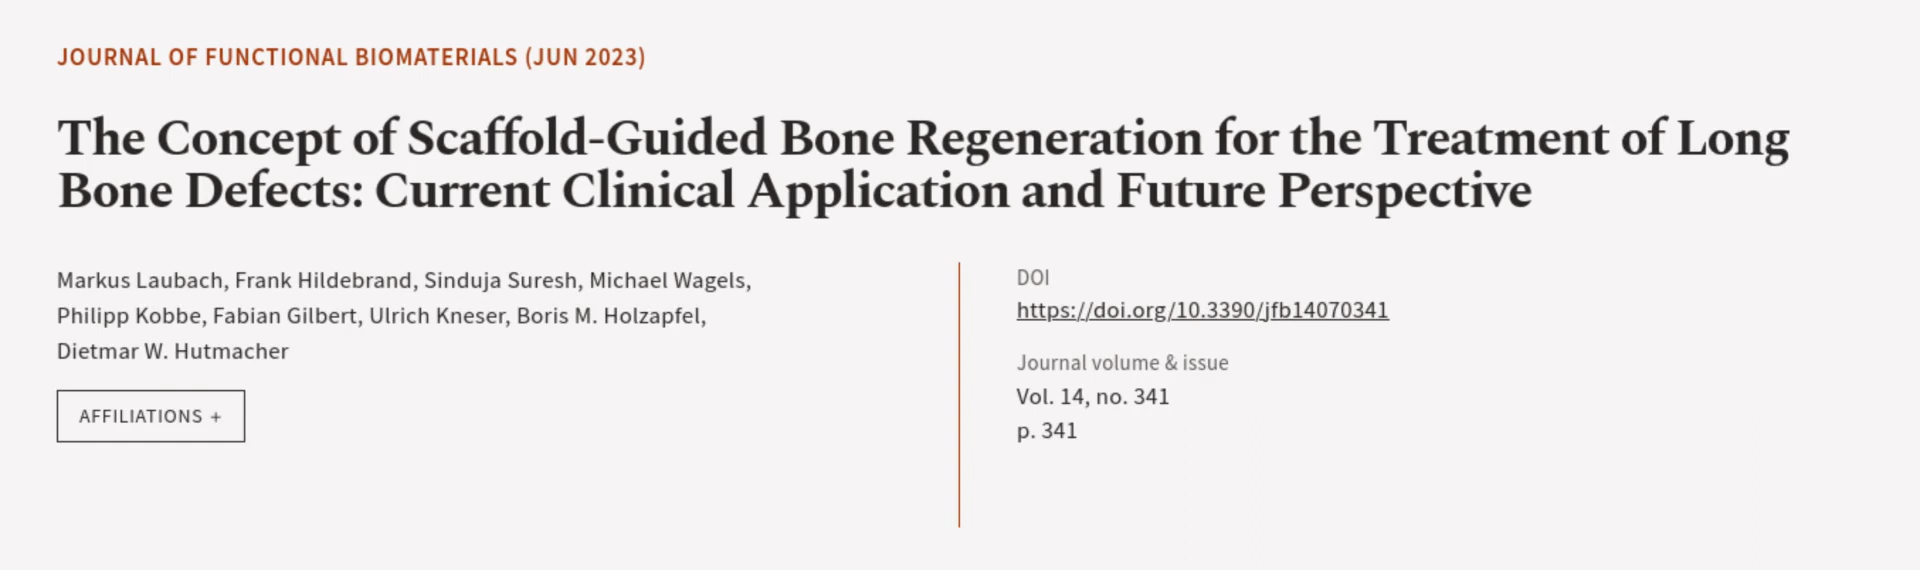 JOURNAL OF FUNCTIONAL BIOMATERIALS (JUN 2023)
The Concept of Scaffold-Guided Bone Regeneration for the Treatment of Long
Bone Defects: Current Clinical Application and Future Perspective
Markus Laubach, Frank Hildebrand, Sinduja Suresh, Michael Wagels,
Philipp Kobbe, Fabian Gilbert, Ulrich Kneser, Boris M. Holzapfel,
Dietmar W. Hutmacher
AFFILIATIONS +
DOI
https://doi.org/10.3390/jfb14070341
Journal volume & issue
Vol. 14, no. 341
p. 341